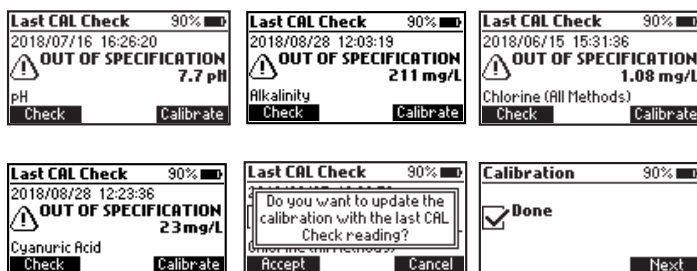 Last CAL Check 90%
2018/07/16 16:26:20
OUT OF SPECIFICATION
7.7 pH
pH
Check Calibrate
Last CAL Check 90%
2018/08/28 12:03:19
OUT OF SPECIFICATION
211 mg/L
Alkalinity
Check Calibrate
Last CAL Check 90%
2018/06/15 15:31:36
OUT OF SPECIFICATION
1.08 mg/L
Chlorine (All Methods)
Check Calibrate
Last CAL Check 90%
2018/08/28 12:23:36
OUT OF SPECIFICATION
23 mg/L
Cyanuric Acid
Check Calibrate
Last CAL Check 90%
Do you want to update the
calibration with the last CAL
Check reading?
Accept Cancel
Calibration 90%
Done
Next